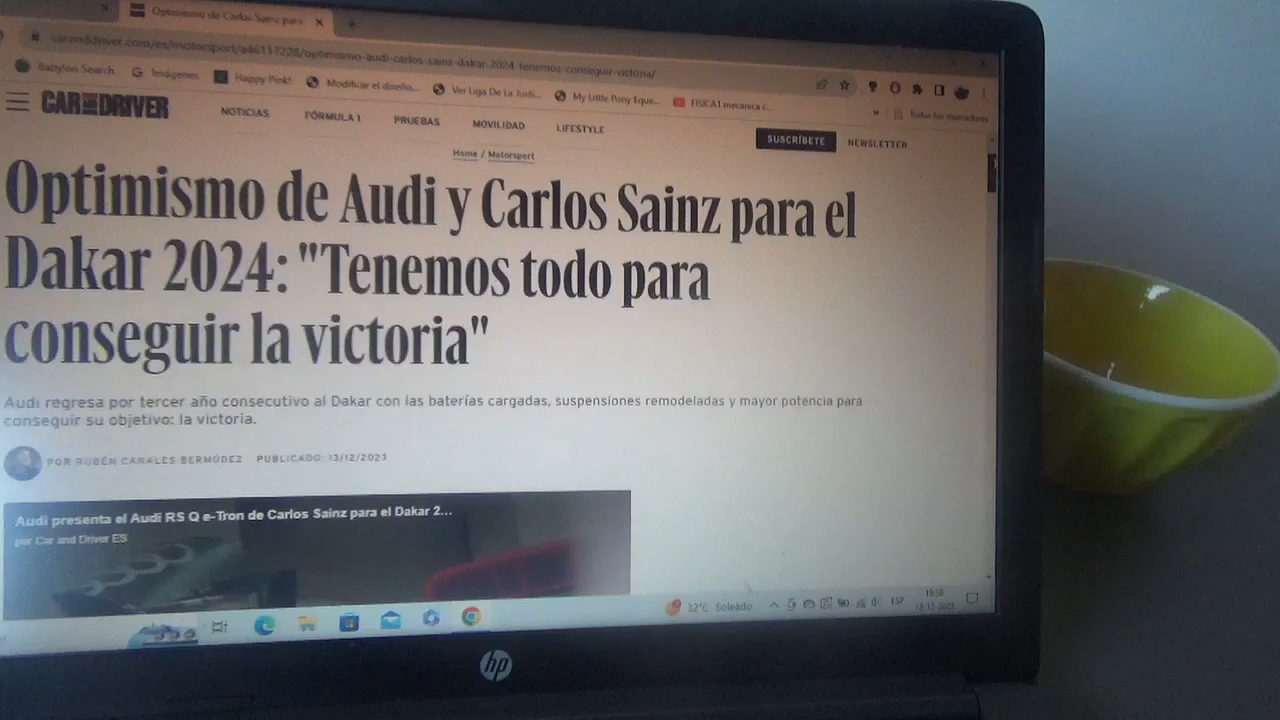 Optimismo de Carlos Sainz para
caranddriver.com/es/motorsport/a46117228/optimismo-audi-carlos-sainz-dakar-2024-tenemos-conseguir-victoria/
Babylon Search
Imágenes
Happy Pink!
Modificar el diseño...
Ver Liga De La Justi...
My Little Pony Eque...
FISICA1 mecanica c...
»
Todos los marcadores
CAR AND DRIVER
NOTICIAS
FÓRMULA 1
PRUEBAS
MOVILIDAD
LIFESTYLE
SUSCRÍBETE
NEWSLETTER
Home / Motorsport
Optimismo de Audi y Carlos Sainz para el
Dakar 2024: "Tenemos todo para
conseguir la victoria"
Audi regresa por tercer año consecutivo al Dakar con las baterías cargadas, suspensiones remodeladas y mayor potencia para
conseguir su objetivo: la victoria.
POR RUBÉN CANALES BERMÚDEZ PUBLICADO: 13/12/2023
Audi presenta el Audi RS Q e-Tron de Carlos Sainz para el Dakar 2...
por Car and Driver ES
32°C Soleado
ESP
hp